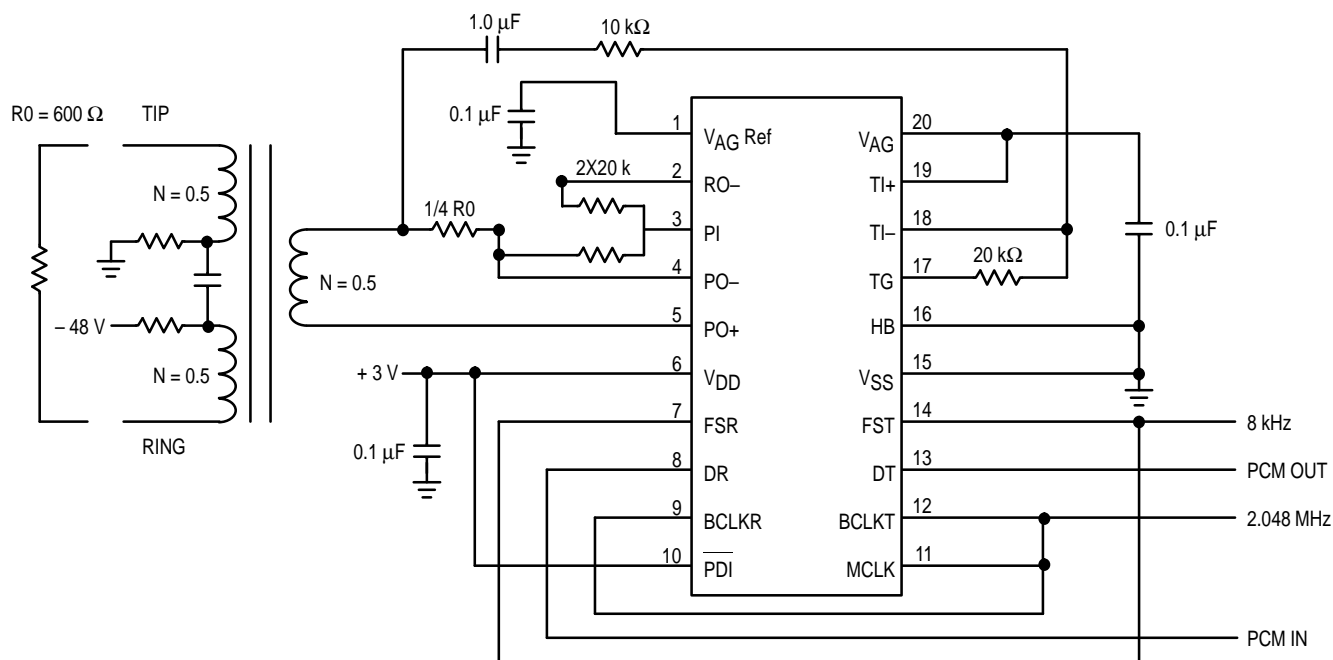 1.0 μF
10 kΩ
R0 = 600 Ω
TIP
0.1 μF
1
VAG Ref
VAG
20
2X20 k
2
RO–
TI+
19
N = 0.5
1/4 R0
3
PI
TI–
18
0.1 μF
20 kΩ
N = 0.5
4
PO–
TG
17
– 48 V
5
PO+
HB
16
N = 0.5
+ 3 V
6
VDD
VSS
15
7
FSR
FST
14
8 kHz
RING
0.1 μF
8
DR
DT
13
PCM OUT
9
BCLKR
BCLKT
12
2.048 MHz
10
PDI
MCLK
11
PCM IN